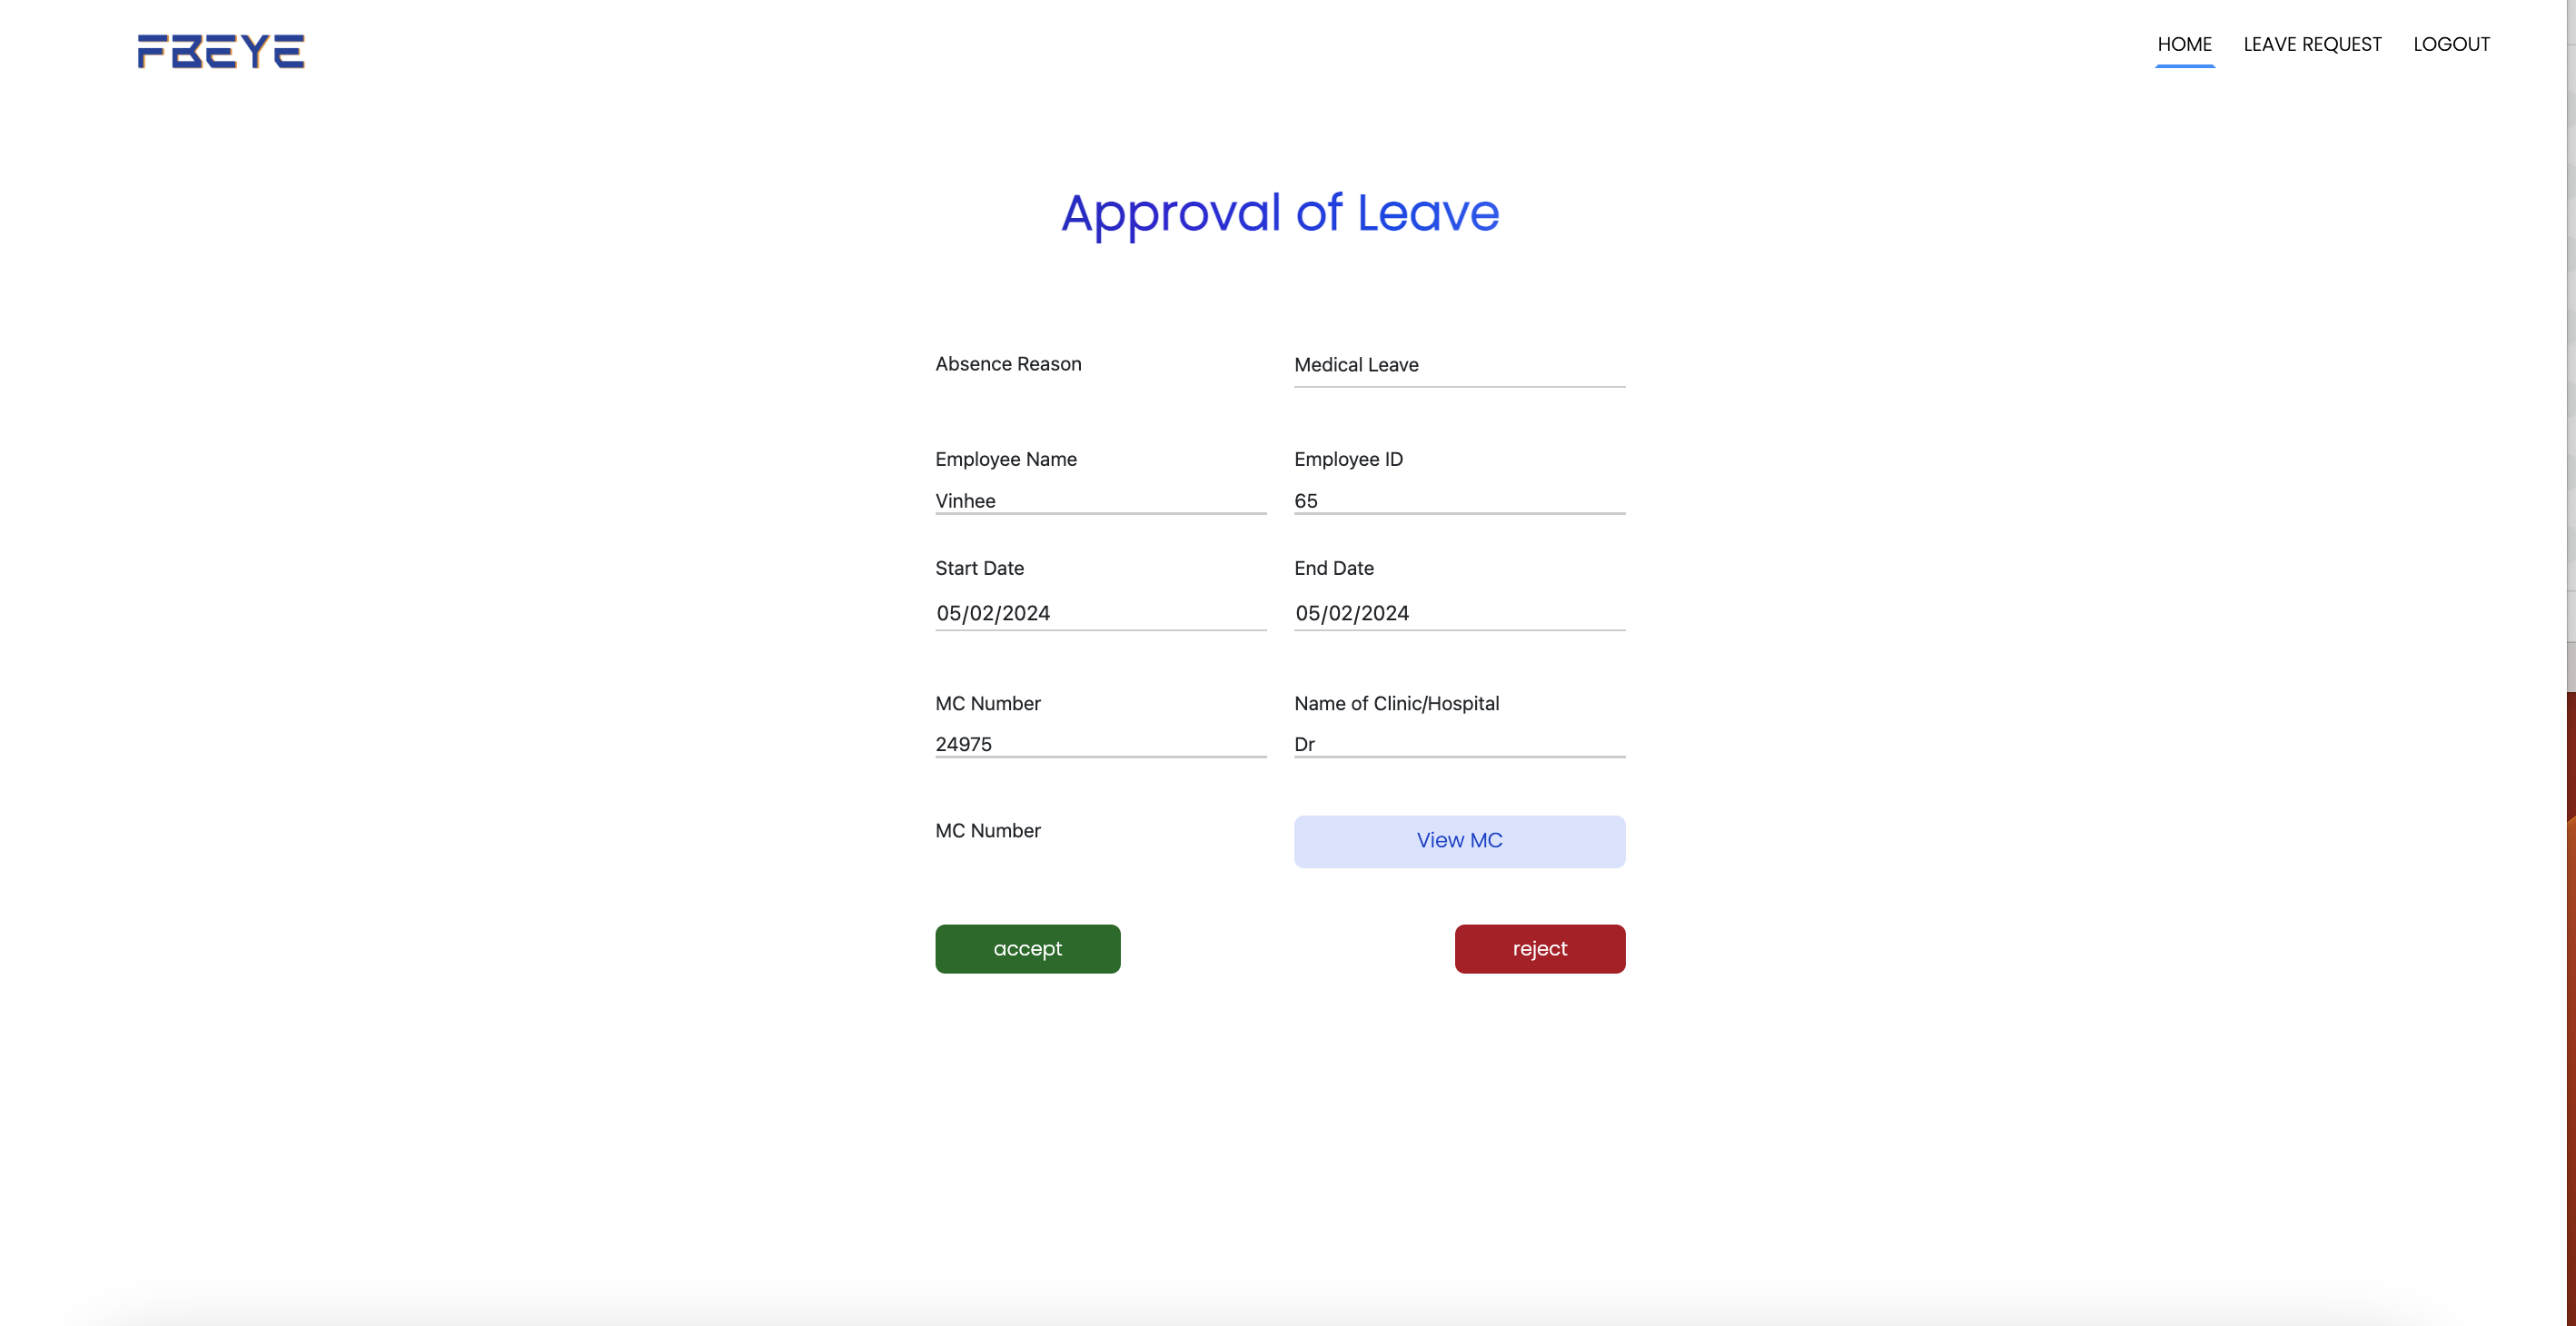 FBEYE
HOME LEAVE REQUEST LOGOUT
Approval of Leave
Absence Reason
Medical Leave
Employee Name
Employee ID
Vinhee
65
Start Date
End Date
05/02/2024
05/02/2024
MC Number
Name of Clinic/Hospital
24975
Dr
MC Number
View MC
accept
reject